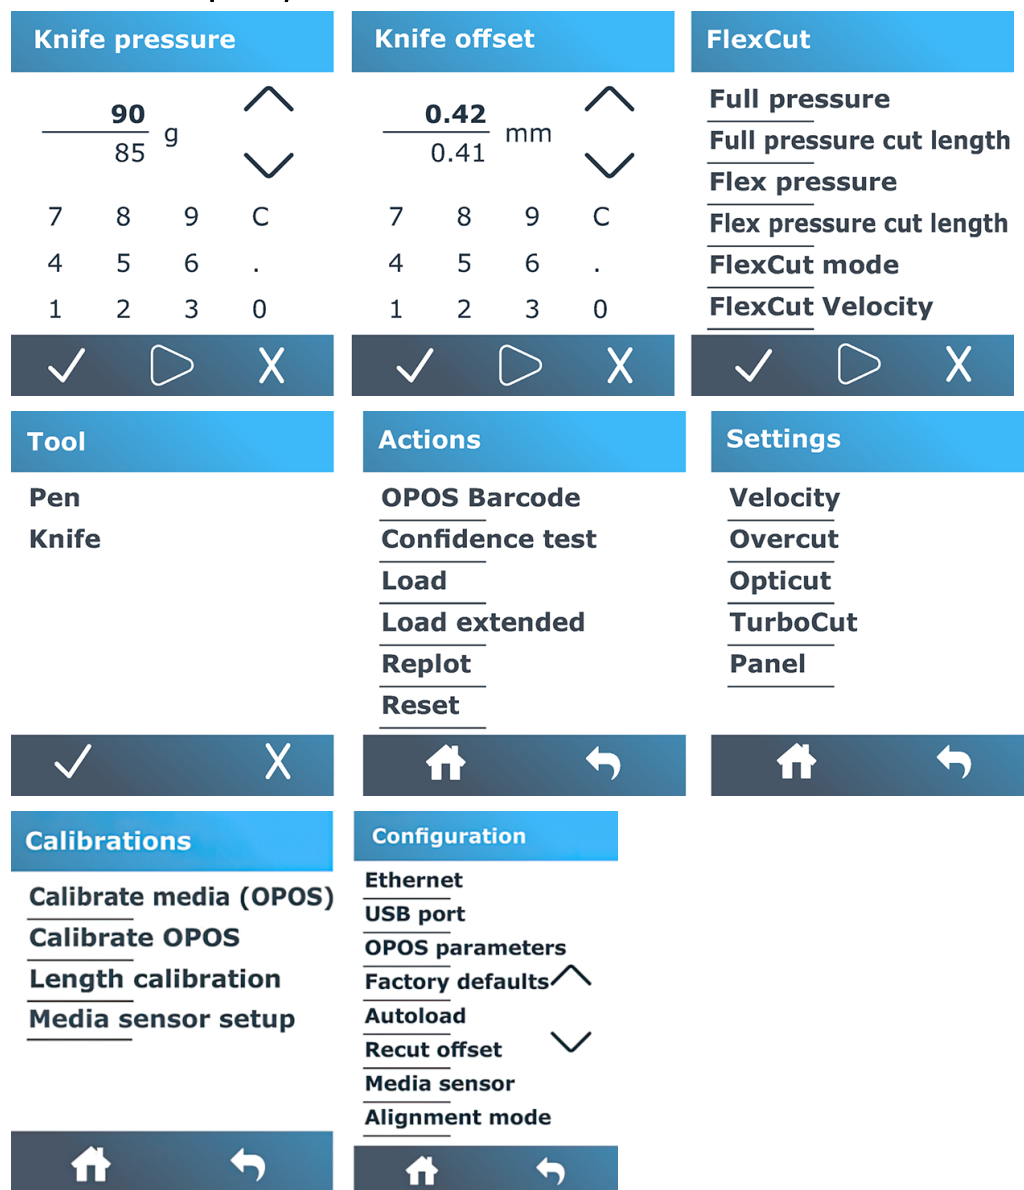 Knife pressure
90
85
g
7 8 9 C
4 5 6 .
1 2 3 0
X
Knife offset
0.42
0.41
mm
7 8 9 C
4 5 6 .
1 2 3 0
X
FlexCut
Full pressure
Full pressure cut length
Flex pressure
Flex pressure cut length
FlexCut mode
FlexCut Velocity
X
Tool
Pen
Knife
X
Actions
OPOS Barcode
Confidence test
Load
Load extended
Replot
Reset
Settings
Velocity
Overcut
Opticut
TurboCut
Panel
Calibrations
Calibrate media (OPOS)
Calibrate OPOS
Length calibration
Media sensor setup
Configuration
Ethernet
USB port
OPOS parameters
Factory defaults
Autoload
Recut offset
Media sensor
Alignment mode